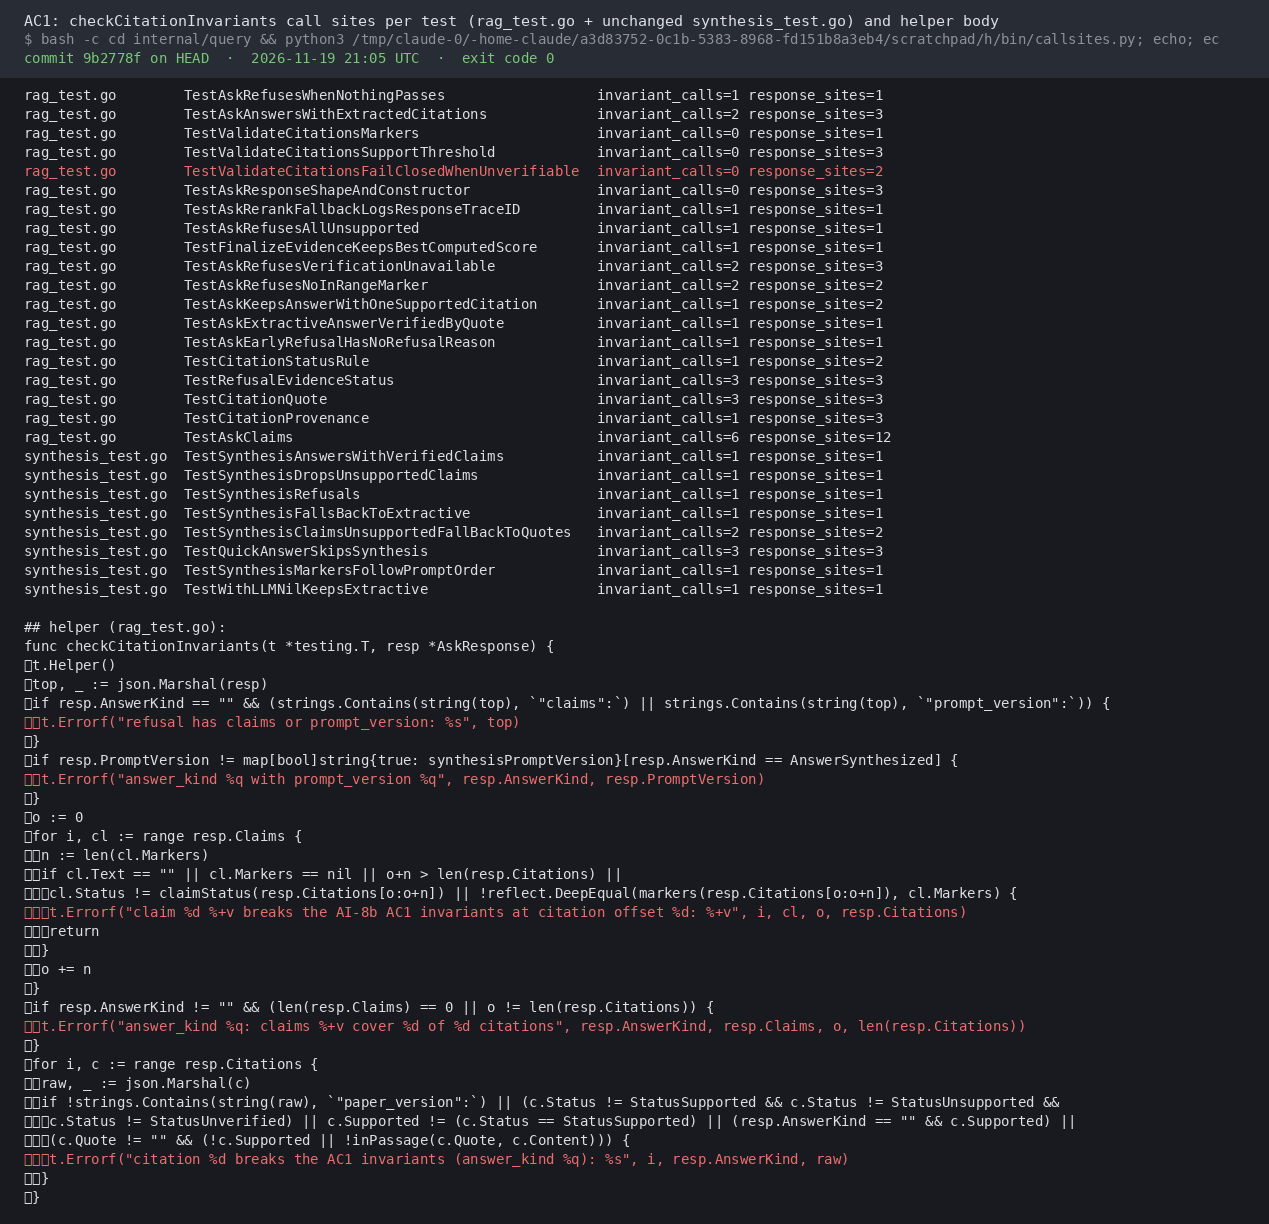 AC1: checkCitationInvariants call sites per test (rag_test.go + unchanged synthesis_test.go) and helper body
$ bash -c cd internal/query && python3 /tmp/claude-0/-home-claude/a3d83752-0c1b-5383-8968-fd151b8a3eb4/scratchpad/h/bin/callsites.py; echo; ec
commit 9b2778f on HEAD · 2026-11-19 21:05 UTC · exit code 0
rag_test.go TestAskRefusesWhenNothingPasses invariant_calls=1 response_sites=1
rag_test.go TestAskAnswersWithExtractedCitations invariant_calls=2 response_sites=3
rag_test.go TestValidateCitationsMarkers invariant_calls=0 response_sites=1
rag_test.go TestValidateCitationsSupportThreshold invariant_calls=0 response_sites=3
rag_test.go TestValidateCitationsFailClosedWhenUnverifiable invariant_calls=0 response_sites=2
rag_test.go TestAskResponseShapeAndConstructor invariant_calls=0 response_sites=3
rag_test.go TestAskRerankFallbackLogsResponseTraceID invariant_calls=1 response_sites=1
rag_test.go TestAskRefusesAllUnsupported invariant_calls=1 response_sites=1
rag_test.go TestFinalizeEvidenceKeepsBestComputedScore invariant_calls=1 response_sites=1
rag_test.go TestAskRefusesVerificationUnavailable invariant_calls=2 response_sites=3
rag_test.go TestAskRefusesNoInRangeMarker invariant_calls=2 response_sites=2
rag_test.go TestAskKeepsAnswerWithOneSupportedCitation invariant_calls=1 response_sites=2
rag_test.go TestAskExtractiveAnswerVerifiedByQuote invariant_calls=1 response_sites=1
rag_test.go TestAskEarlyRefusalHasNoRefusalReason invariant_calls=1 response_sites=1
rag_test.go TestCitationStatusRule invariant_calls=1 response_sites=2
rag_test.go TestRefusalEvidenceStatus invariant_calls=3 response_sites=3
rag_test.go TestCitationQuote invariant_calls=3 response_sites=3
rag_test.go TestCitationProvenance invariant_calls=1 response_sites=3
rag_test.go TestAskClaims invariant_calls=6 response_sites=12
synthesis_test.go TestSynthesisAnswersWithVerifiedClaims invariant_calls=1 response_sites=1
synthesis_test.go TestSynthesisDropsUnsupportedClaims invariant_calls=1 response_sites=1
synthesis_test.go TestSynthesisRefusals invariant_calls=1 response_sites=1
synthesis_test.go TestSynthesisFallsBackToExtractive invariant_calls=1 response_sites=1
synthesis_test.go TestSynthesisClaimsUnsupportedFallBackToQuotes invariant_calls=2 response_sites=2
synthesis_test.go TestQuickAnswerSkipsSynthesis invariant_calls=3 response_sites=3
synthesis_test.go TestSynthesisMarkersFollowPromptOrder invariant_calls=1 response_sites=1
synthesis_test.go TestWithLLMNilKeepsExtractive invariant_calls=1 response_sites=1
## helper (rag_test.go):
func checkCitationInvariants(t *testing.T, resp *AskResponse) {
t.Helper()
top, _ := json.Marshal(resp)
if resp.AnswerKind == "" && (strings.Contains(string(top), `"claims":`) || strings.Contains(string(top), `"prompt_version":`)) {
t.Errorf("refusal has claims or prompt_version: %s", top)
}
if resp.PromptVersion != map[bool]string{true: synthesisPromptVersion}[resp.AnswerKind == AnswerSynthesized] {
t.Errorf("answer_kind %q with prompt_version %q", resp.AnswerKind, resp.PromptVersion)
}
o := 0
for i, cl := range resp.Claims {
n := len(cl.Markers)
if cl.Text == "" || cl.Markers == nil || o+n > len(resp.Citations) ||
cl.Status != claimStatus(resp.Citations[o:o+n]) || !reflect.DeepEqual(markers(resp.Citations[o:o+n]), cl.Markers) {
t.Errorf("claim %d %+v breaks the AI-8b AC1 invariants at citation offset %d: %+v", i, cl, o, resp.Citations)
return
}
o += n
}
if resp.AnswerKind != "" && (len(resp.Claims) == 0 || o != len(resp.Citations)) {
t.Errorf("answer_kind %q: claims %+v cover %d of %d citations", resp.AnswerKind, resp.Claims, o, len(resp.Citations))
}
for i, c := range resp.Citations {
raw, _ := json.Marshal(c)
if !strings.Contains(string(raw), `"paper_version":`) || (c.Status != StatusSupported && c.Status != StatusUnsupported &&
c.Status != StatusUnverified) || c.Supported != (c.Status == StatusSupported) || (resp.AnswerKind == "" && c.Supported) ||
(c.Quote != "" && (!c.Supported || !inPassage(c.Quote, c.Content))) {
t.Errorf("citation %d breaks the AC1 invariants (answer_kind %q): %s", i, resp.AnswerKind, raw)
}
}